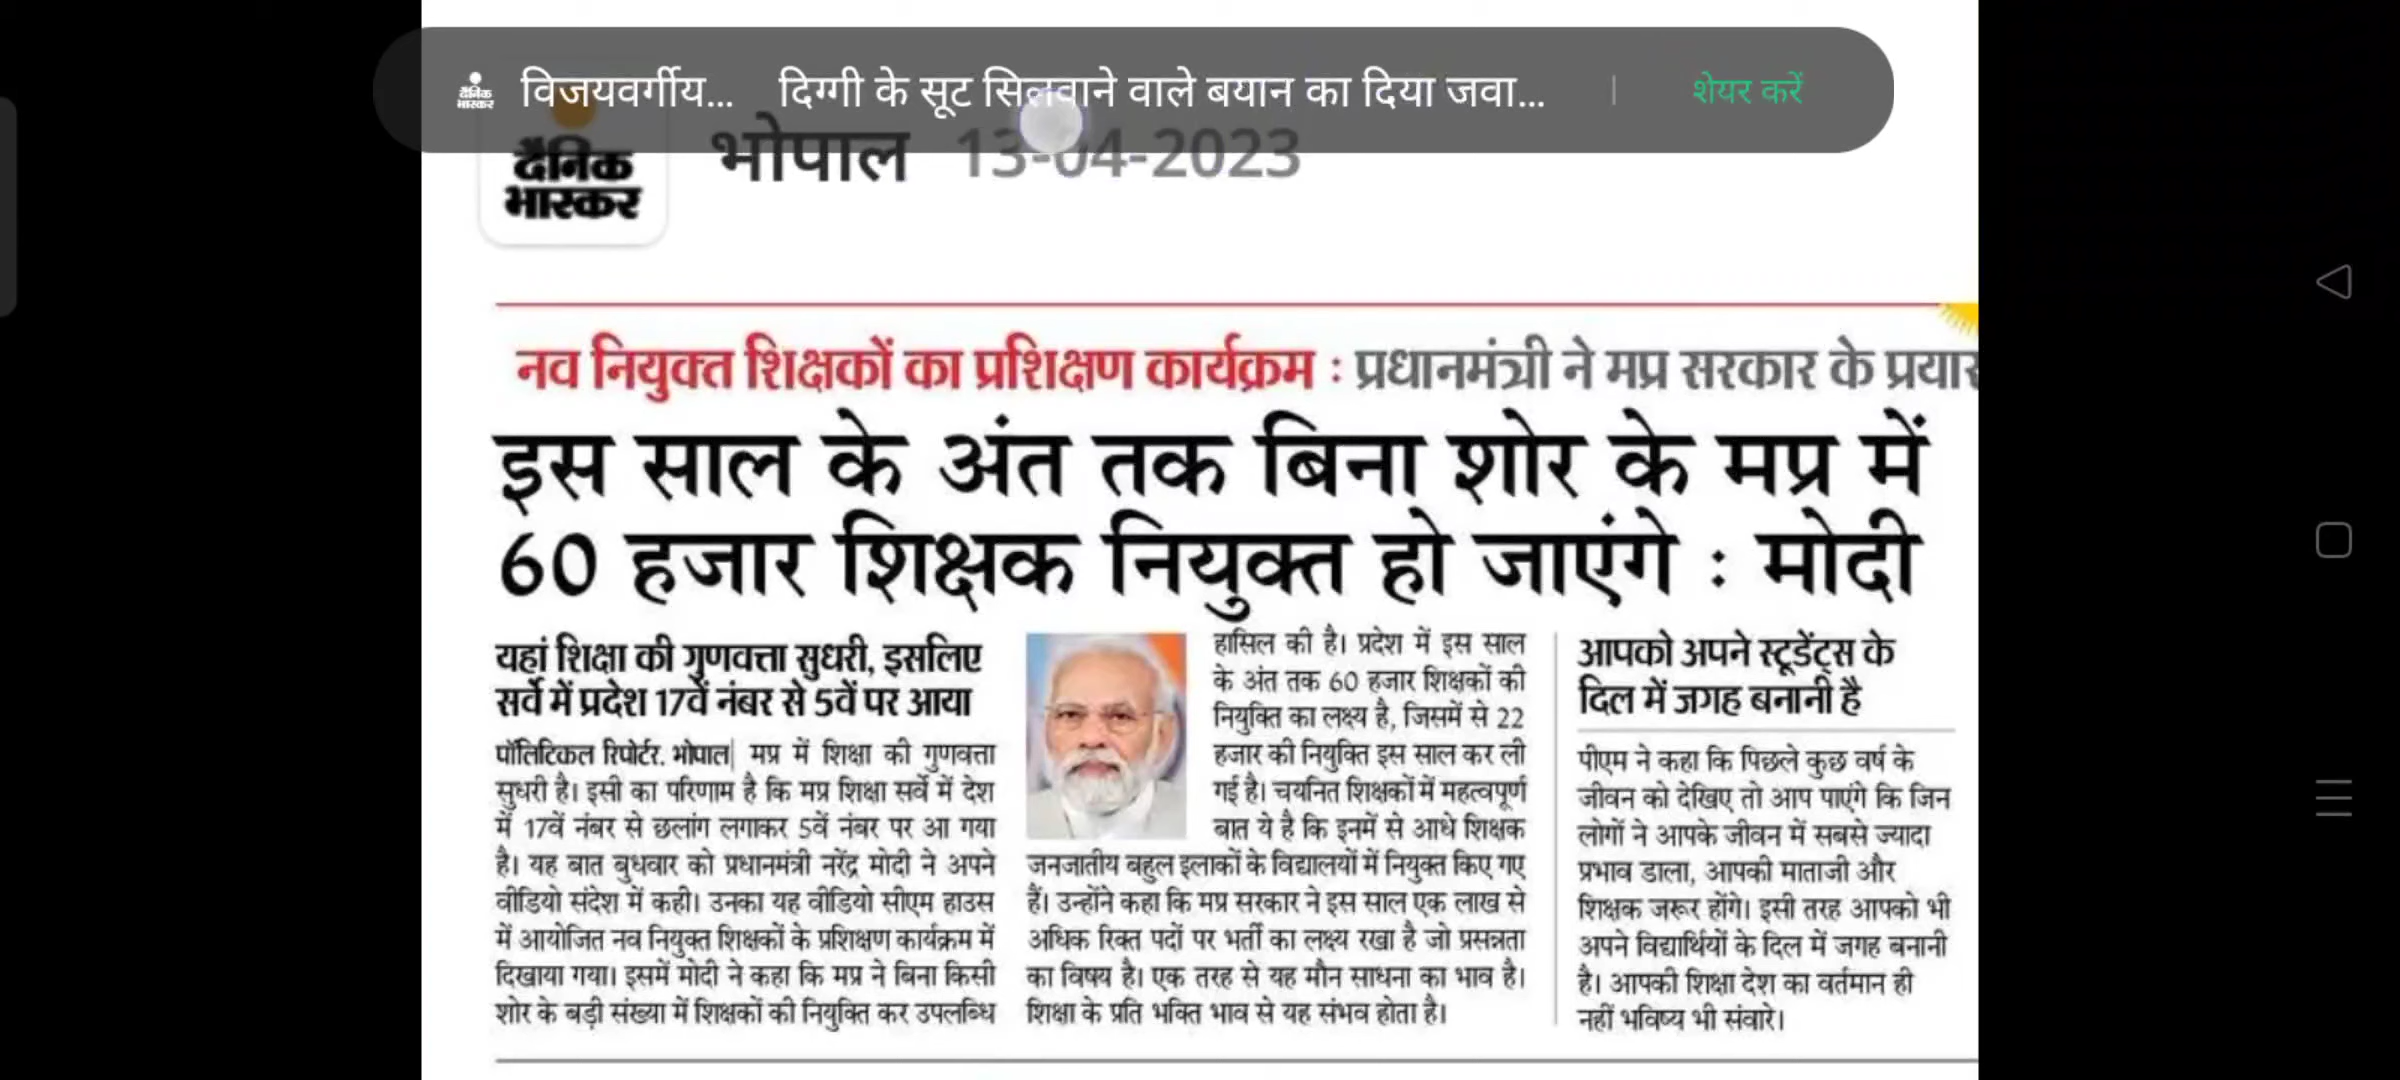 दैनिक
भास्कर
विजयवर्गीय... दिग्गी के सूट सिलवाने वाले बयान का दिया जवा...
शेयर करें
दैनिक
भास्कर
भोपाल 13-04-2023
नव नियुक्त शिक्षकों का प्रशिक्षण कार्यक्रम : प्रधानमंत्री ने मप्र सरकार के
इस साल के अंत तक बिना शोर के मप्र में
60 हजार शिक्षक नियुक्त हो जाएंगे : मोदी
यहां शिक्षा की गुणवत्ता सुधरी, इसलिए
सर्वे में प्रदेश 17वें नंबर से 5वें पर आया
पॉलिटिकल रिपोर्टर. भोपाल| मप्र में शिक्षा की गुणवत्ता
सुधरी है। इसी का परिणाम है कि मप्र शिक्षा सर्वे में देश
में 17वें नंबर से छलांग लगाकर 5वें नंबर पर आ गया
है। यह बात बुधवार को प्रधानमंत्री नरेंद्र मोदी ने अपने
वीडियो संदेश में कही। उनका यह वीडियो सीएम हाउस
में आयोजित नव नियुक्त शिक्षकों के प्रशिक्षण कार्यक्रम में
दिखाया गया। इसमें मोदी ने कहा कि मप्र ने बिना किसी
शोर के बड़ी संख्या में शिक्षकों की नियुक्ति कर उपलब्धि
हासिल की है। प्रदेश में इस साल
के अंत तक 60 हजार शिक्षकों की
नियुक्ति का लक्ष्य है, जिसमें से 22
हजार की नियुक्ति इस साल कर ली
गई है। चयनित शिक्षकों में महत्वपूर्ण
बात ये है कि इनमें से आधे शिक्षक
जनजातीय बहुल इलाकों के विद्यालयों में नियुक्त किए गए
हैं। उन्होंने कहा कि मप्र सरकार ने इस साल एक लाख से
अधिक रिक्त पदों पर भर्ती का लक्ष्य रखा है जो प्रसन्नता
का विषय है। एक तरह से यह मौन साधना का भाव है।
शिक्षा के प्रति भक्ति भाव से यह संभव होता है।
आपको अपने स्टूडेंट्स के
दिल में जगह बनानी है
पीएम ने कहा कि पिछले कुछ वर्ष के
जीवन को देखिए तो आप पाएंगे कि जिन
लोगों ने आपके जीवन में सबसे ज्यादा
प्रभाव डाला, आपकी माताजी और
शिक्षक जरूर होंगे। इसी तरह आपको भी
अपने विद्यार्थियों के दिल में जगह बनानी
है। आपकी शिक्षा देश का वर्तमान ही
नहीं भविष्य भी संवारे।